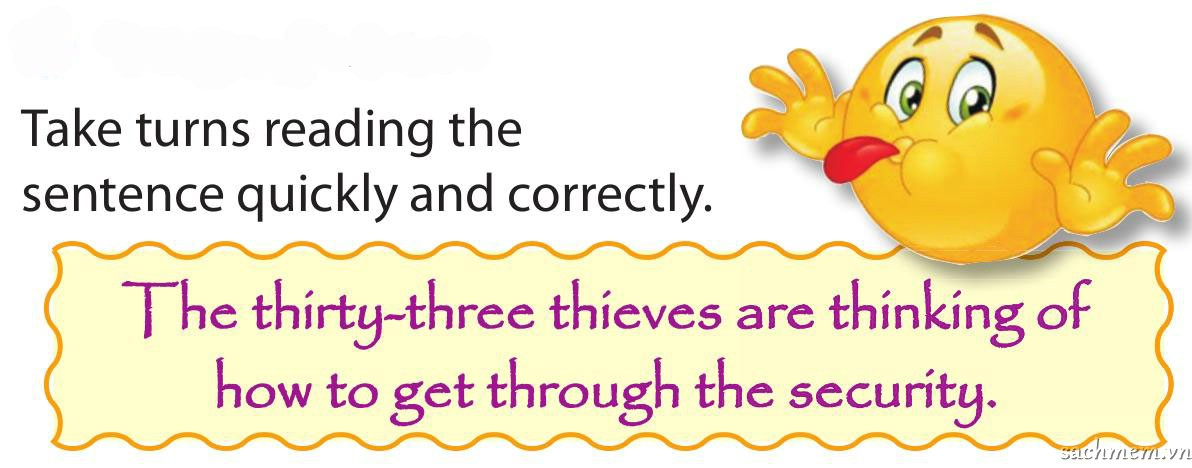 Take turns reading the
sentence quickly and correctly.
The thirty-three thieves are thinking of
how to get through the security.
sachmem.vn